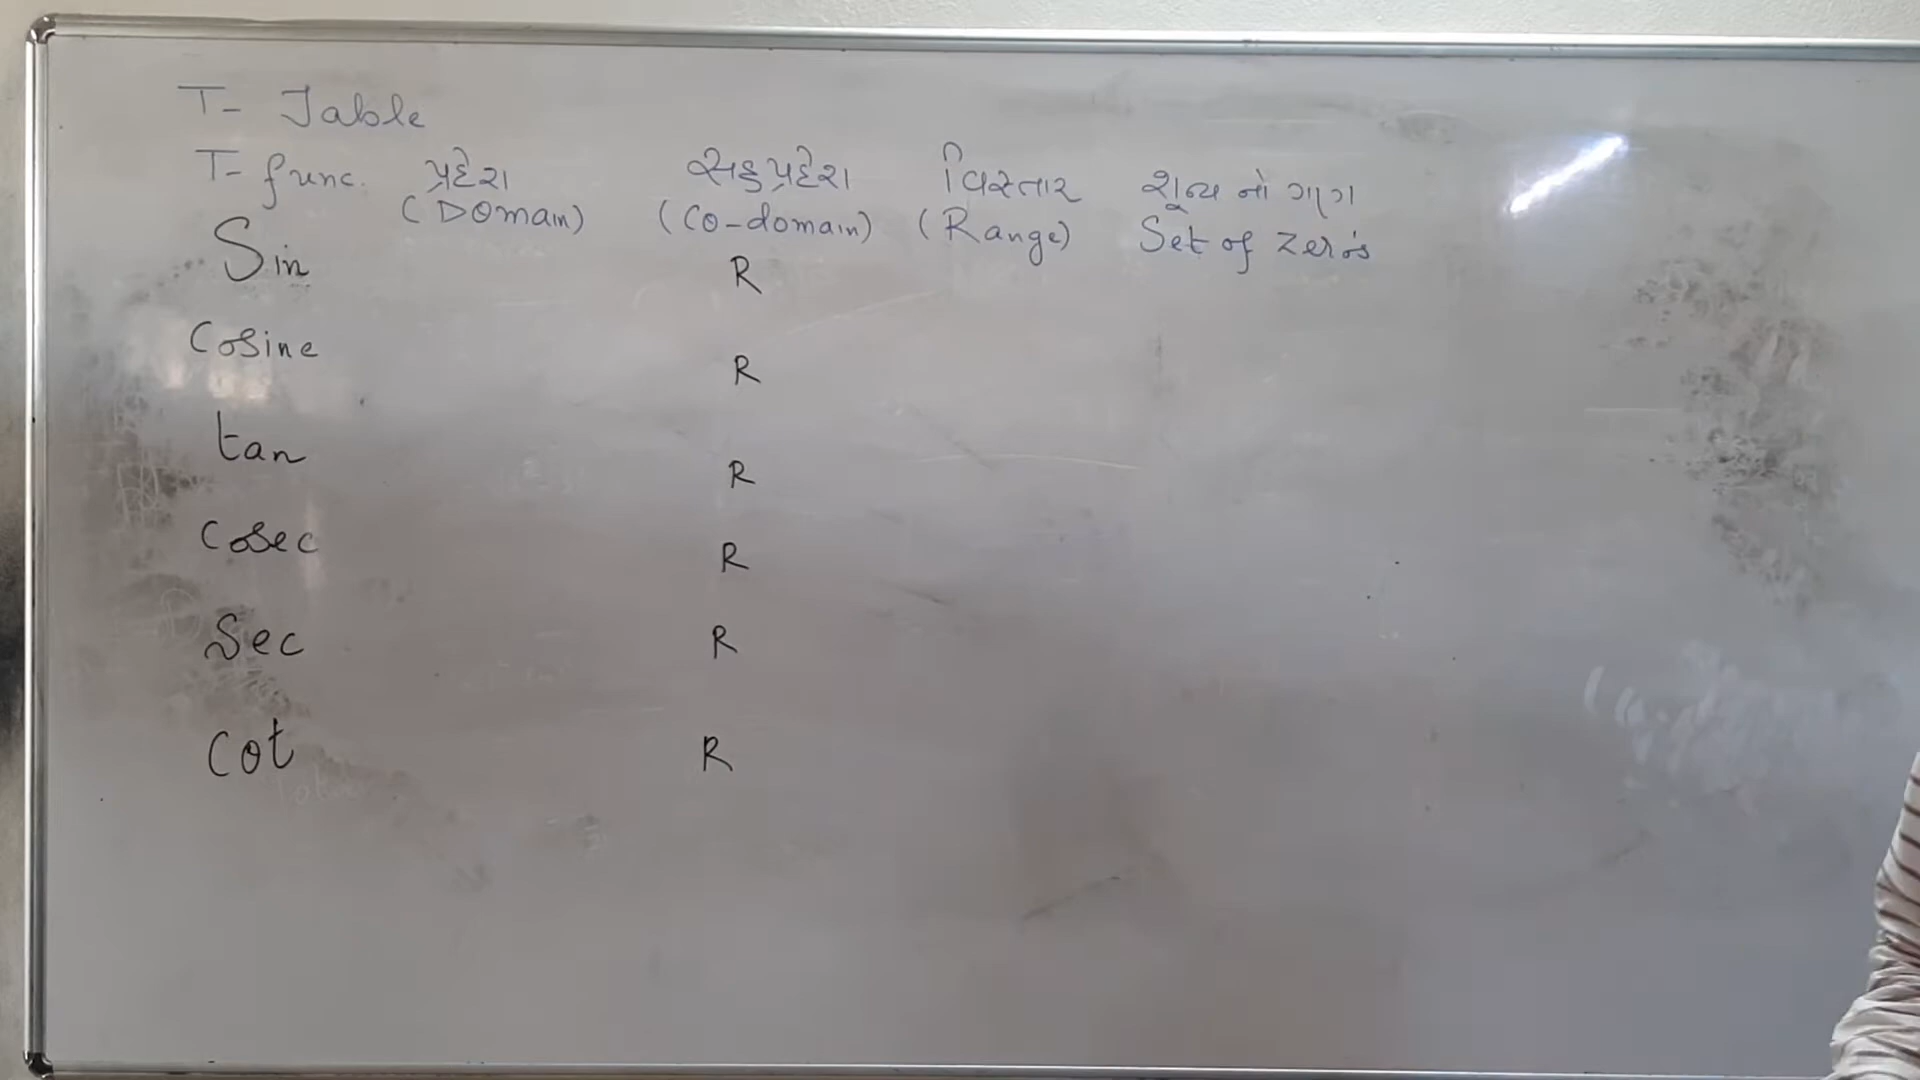 T- Table
T- func. પ્રદેશ સહપ્રદેશ વિસ્તાર શૂન્ય નો ગણ
(Domain) (Co-domain) (Range) Set of zero's
Sin R
Cosine R
tan R
Cosec R
Sec R
Cot R